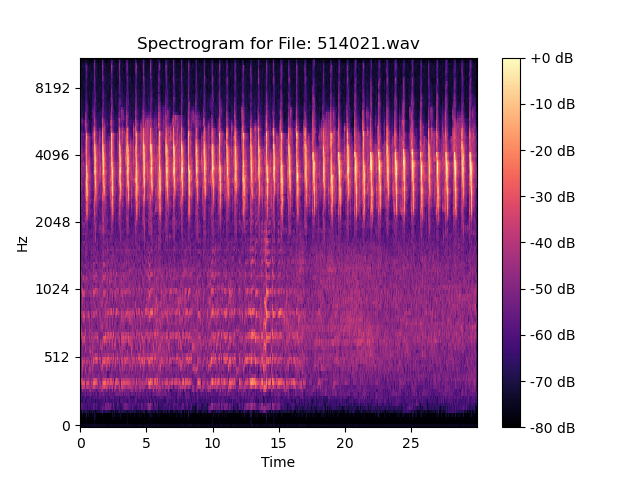 Spectrogram for File: 514021.wav
Hz
8192
4096
2048
1024
512
0
0 5 10 15 20 25
Time
+0 dB
-10 dB
-20 dB
-30 dB
-40 dB
-50 dB
-60 dB
-70 dB
-80 dB